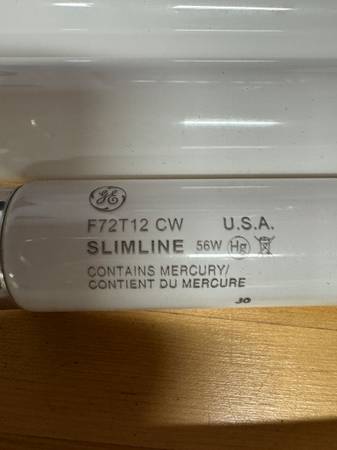 GE
F72T12 CW U.S.A.
SLIMLINE 56W Hg
CONTAINS MERCURY/
CONTIENT DU MERCURE
30